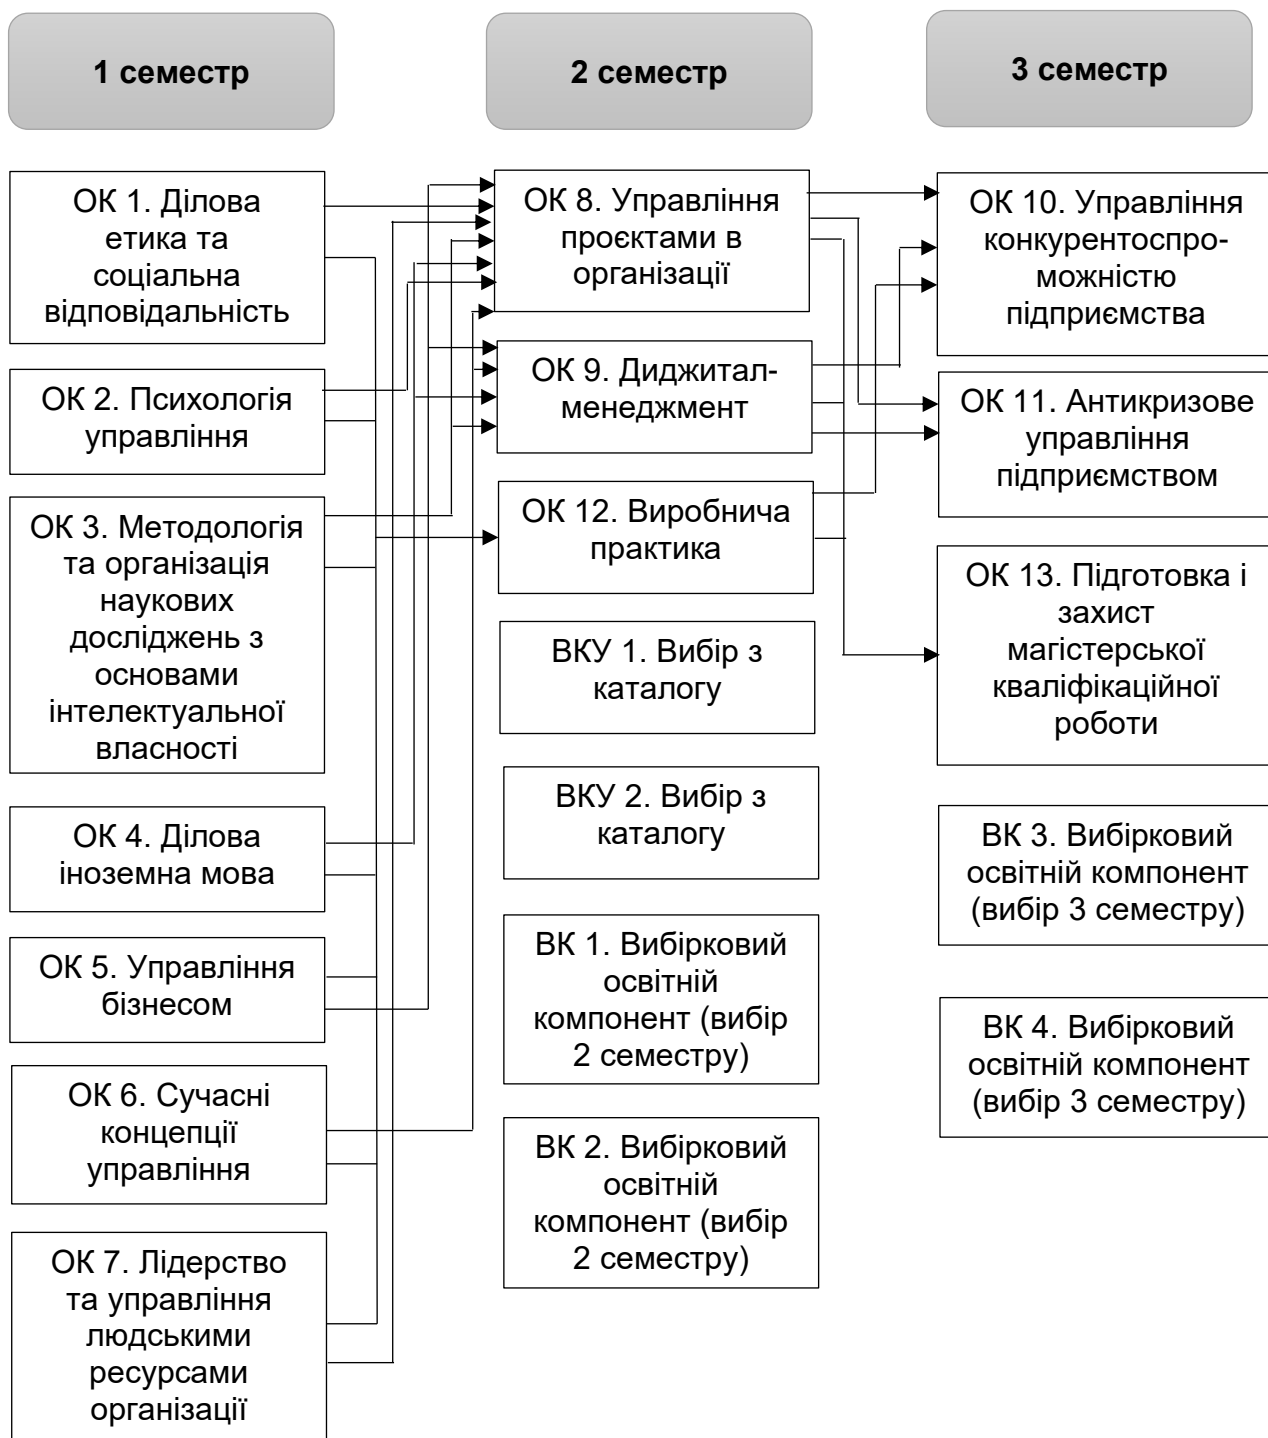 1 семестр
2 семестр
3 семестр
ОК 1. Ділова
етика та
соціальна
відповідальність
ОК 2. Психологія
управління
ОК 3. Методологія
та організація
наукових
досліджень з
основами
інтелектуальної
власності
ОК 4. Ділова
іноземна мова
ОК 5. Управління
бізнесом
ОК 6. Сучасні
концепції
управління
ОК 7. Лідерство
та управління
людськими
ресурсами
організації
ОК 8. Управління
проєктами в
організації
ОК 9. Диджитал-
менеджмент
ОК 12. Виробнича
практика
ВКУ 1. Вибір з
каталогу
ВКУ 2. Вибір з
каталогу
ВК 1. Вибірковий
освітній
компонент (вибір
2 семестру)
ВК 2. Вибірковий
освітній
компонент (вибір
2 семестру)
ОК 10. Управління
конкурентоспро-
можністю
підприємства
ОК 11. Антикризове
управління
підприємством
ОК 13. Підготовка і
захист
магістерської
кваліфікаційної
роботи
ВК 3. Вибірковий
освітній компонент
(вибір 3 семестру)
ВК 4. Вибірковий
освітній компонент
(вибір 3 семестру)